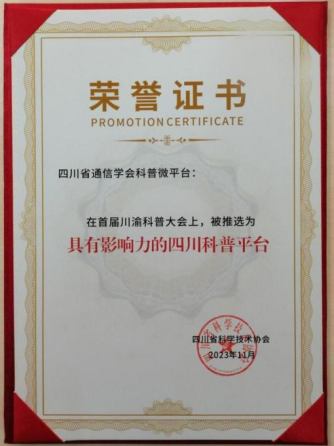 荣誉证书
PROMOTION CERTIFICATE
四川省通信学会科普微平台：
在首届川渝科普大会上，被推选为
具有影响力的四川科普平台
四川省科学技术协会
2023年11月